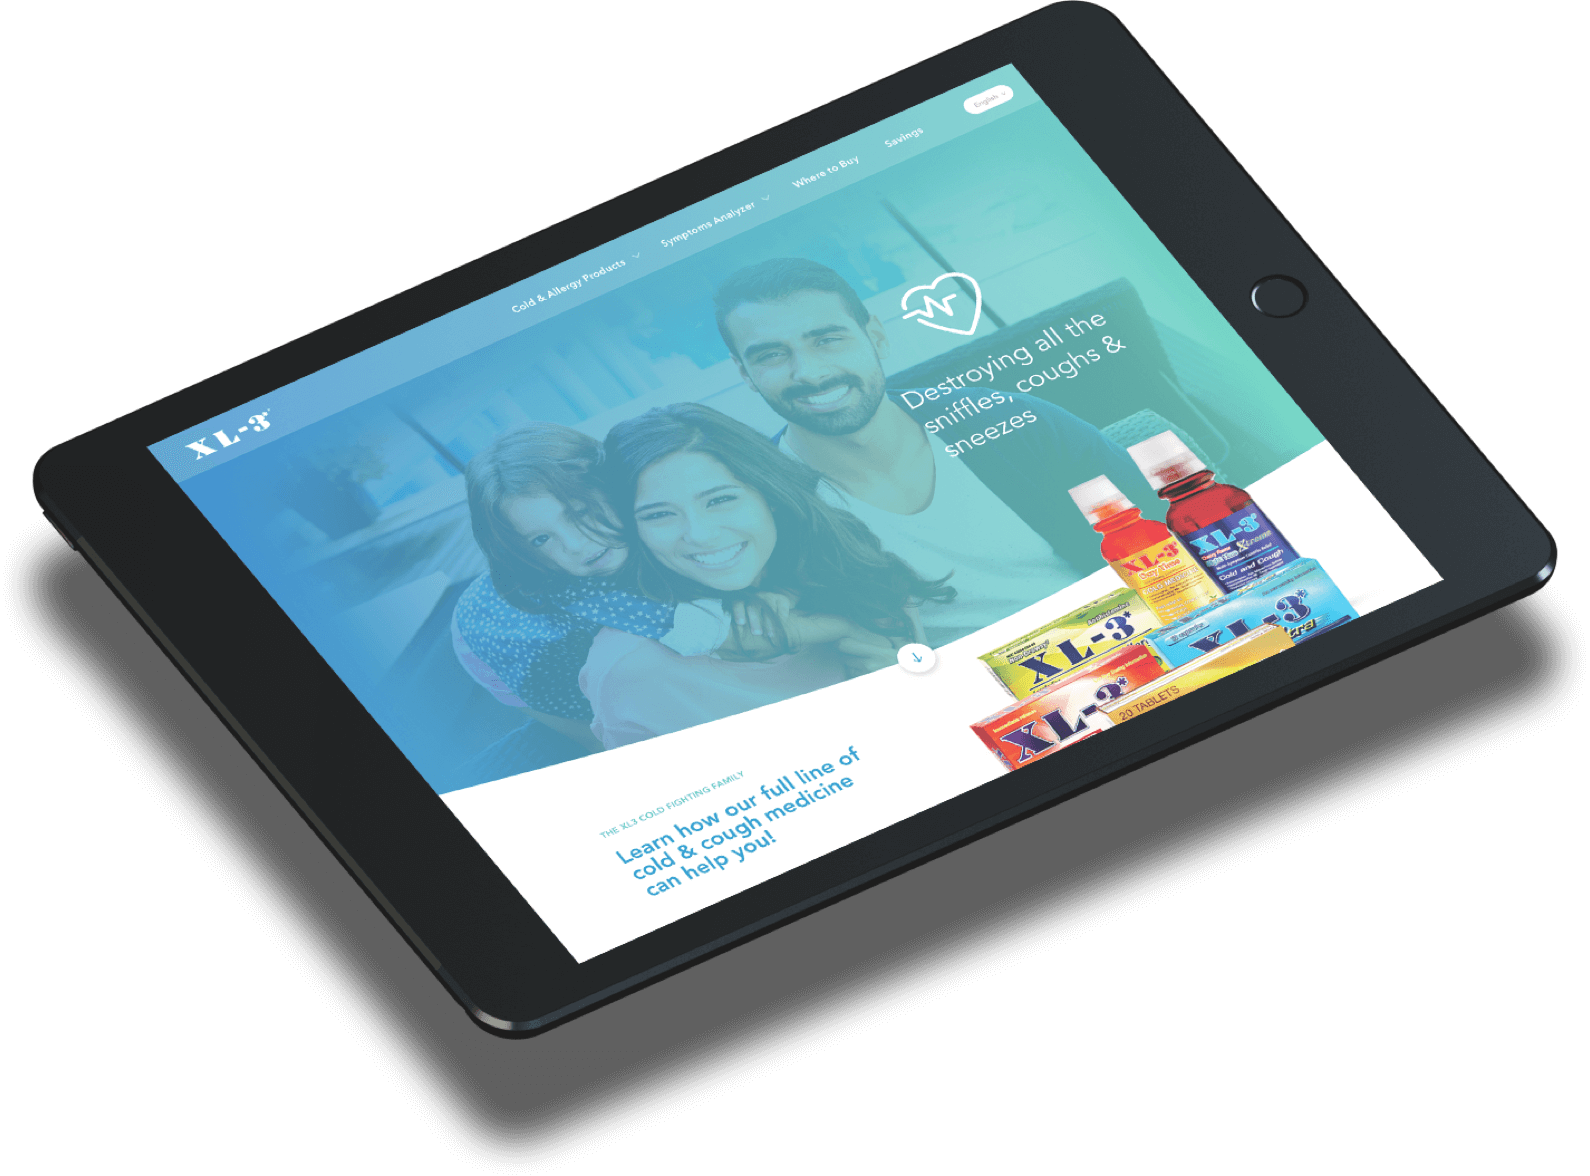 English
Cold & Allergy Products
Symptoms Analyzer
Where to Buy
Savings
XL-3
Destroying all the
sniffles, coughs &
sneezes
XL-3
Day Time
XL-3
Xtreme
Cold and Cough
XL-3
XL-3
XL-3
20 TABLETS
THE XL3 COLD FIGHTING FAMILY
Learn how our full line of
cold & cough medicine
can help you!